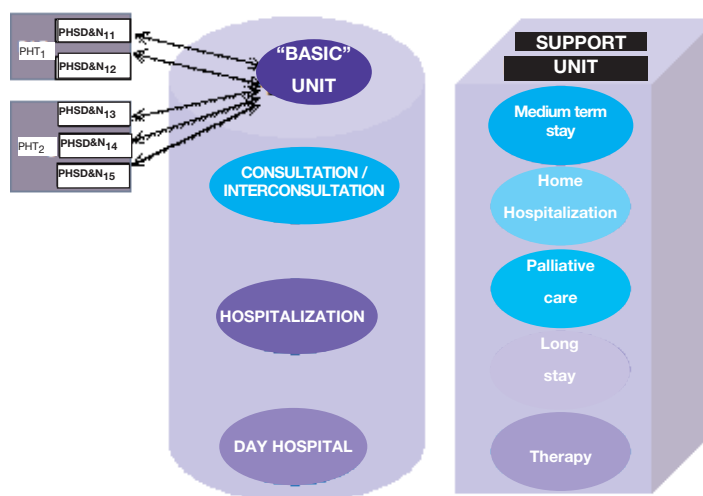 PHT1
PHSD&N11
PHSD&N12
PHT2
PHSD&N13
PHSD&N14
PHSD&N15
“BASIC”
UNIT
CONSULTATION /
INTERCONSULTATION
HOSPITALIZATION
DAY HOSPITAL
SUPPORT
UNIT
Medium term
stay
Home
Hospitalization
Palliative
care
Long
stay
Therapy